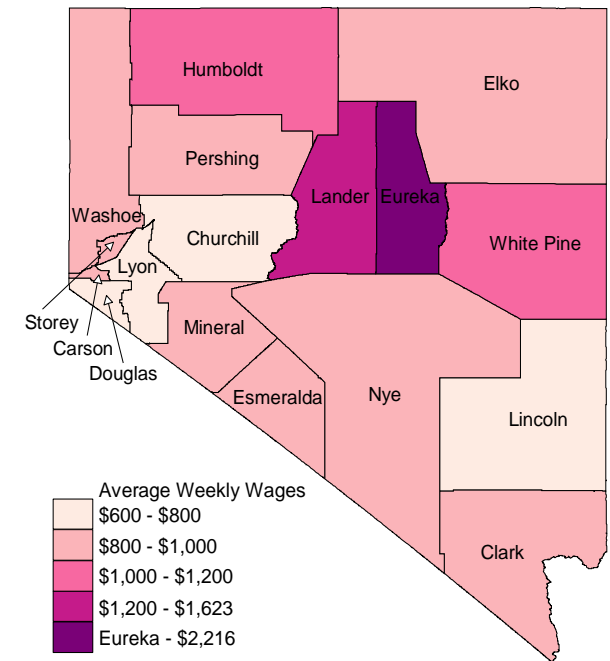 Humboldt
Elko
Pershing
Lander
Eureka
Washoe
Churchill
White Pine
Lyon
Storey
Carson
Douglas
Mineral
Esmeralda
Nye
Lincoln
Clark
Average Weekly Wages
$600 - $800
$800 - $1,000
$1,000 - $1,200
$1,200 - $1,623
Eureka - $2,216